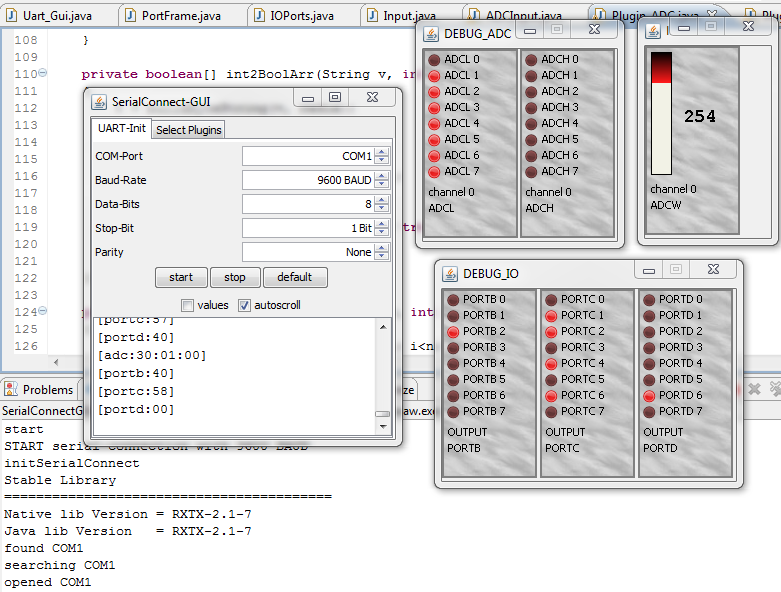 Uart_Gui.java
PortFrame.java
IOPorts.java
Input.java
ADCInput.java
Plugin_ADC.java
108 }
109
110 private boolean[] int2BoolArr(String v, in
111
112
113
114
115
116
117
118
119
120
121
122
123
124
125
126 i<n
SerialConnect-GUI
UART-Init Select Plugins
COM-Port COM1
Baud-Rate 9600 BAUD
Data-Bits 8
Stop-Bit 1 Bit
Parity None
start stop default
values autoscroll
[portc:57]
[portd:40]
[adc:30:01:00]
[portb:40]
[portc:58]
[portd:00]
DEBUG_ADC
ADCL 0
ADCL 1
ADCL 2
ADCL 3
ADCL 4
ADCL 5
ADCL 6
ADCL 7
channel 0
ADCL
ADCH 0
ADCH 1
ADCH 2
ADCH 3
ADCH 4
ADCH 5
ADCH 6
ADCH 7
channel 0
ADCH
254
channel 0
ADCW
DEBUG_IO
PORTB 0
PORTB 1
PORTB 2
PORTB 3
PORTB 4
PORTB 5
PORTB 6
PORTB 7
OUTPUT
PORTB
PORTC 0
PORTC 1
PORTC 2
PORTC 3
PORTC 4
PORTC 5
PORTC 6
PORTC 7
OUTPUT
PORTC
PORTD 0
PORTD 1
PORTD 2
PORTD 3
PORTD 4
PORTD 5
PORTD 6
PORTD 7
OUTPUT
PORTD
Problems
SerialConnectG
start
START serial connection with 9600 BAUD
initSerialConnect
Stable Library
=========================================
Native lib Version = RXTX-2.1-7
Java lib Version   = RXTX-2.1-7
found COM1
searching COM1
opened COM1